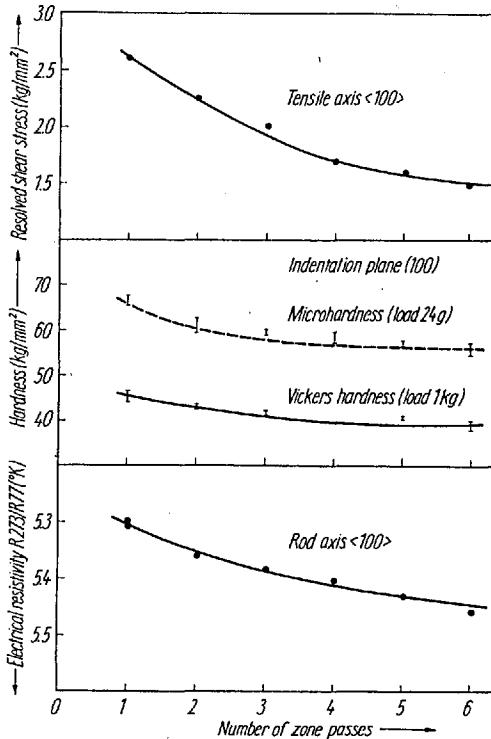 Resolved shear stress (kg/mm²)
3.0
2.5
2.0
1.5
Tensile axis <100>
Hardness (kg/mm²)
70
60
50
40
Indentation plane (100)
Microhardness (load 24g)
Vickers hardness (load 1kg)
Electrical resistivity R273/R77 (°K)
5.3
5.4
5.5
Rod axis <100>
0 1 2 3 4 5 6
Number of zone passes